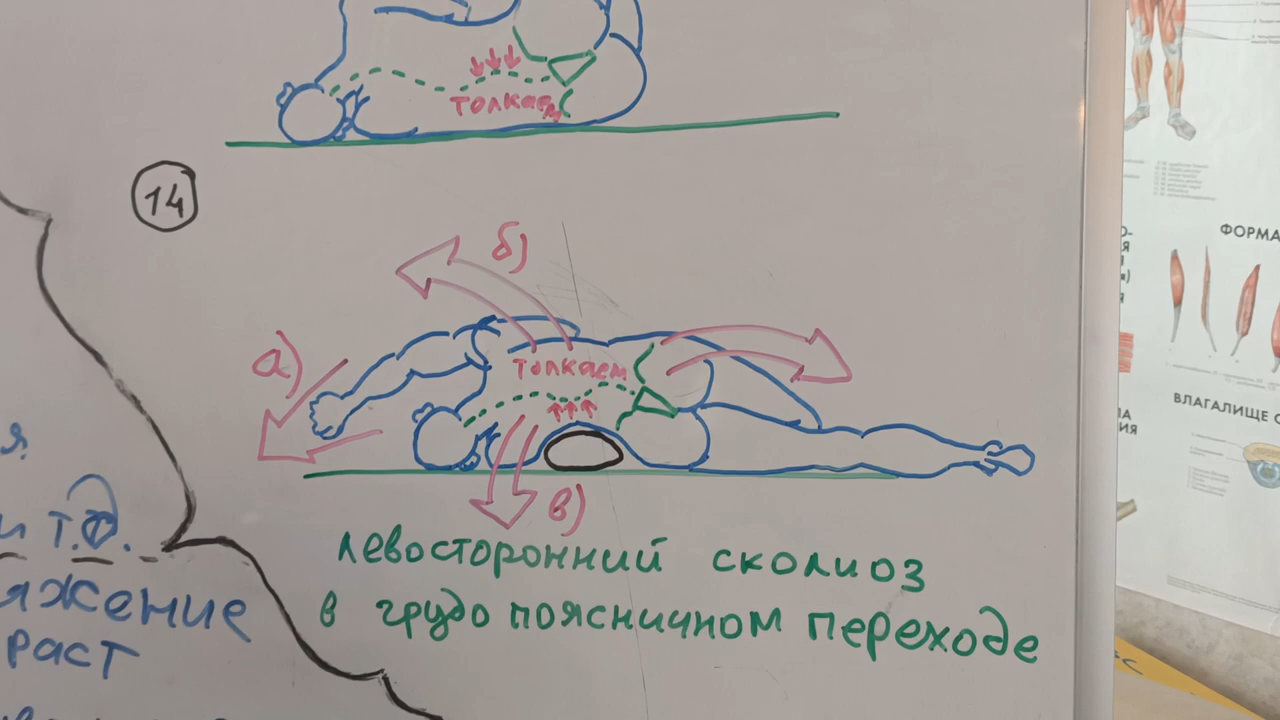 толкаем
14
б)
а)
толкаем
в)
левосторонний сколиоз
в грудо поясничном переходе
я
и т.д.
яжение
раст
ФОРМА
ВЛАГАЛИЩЕ С